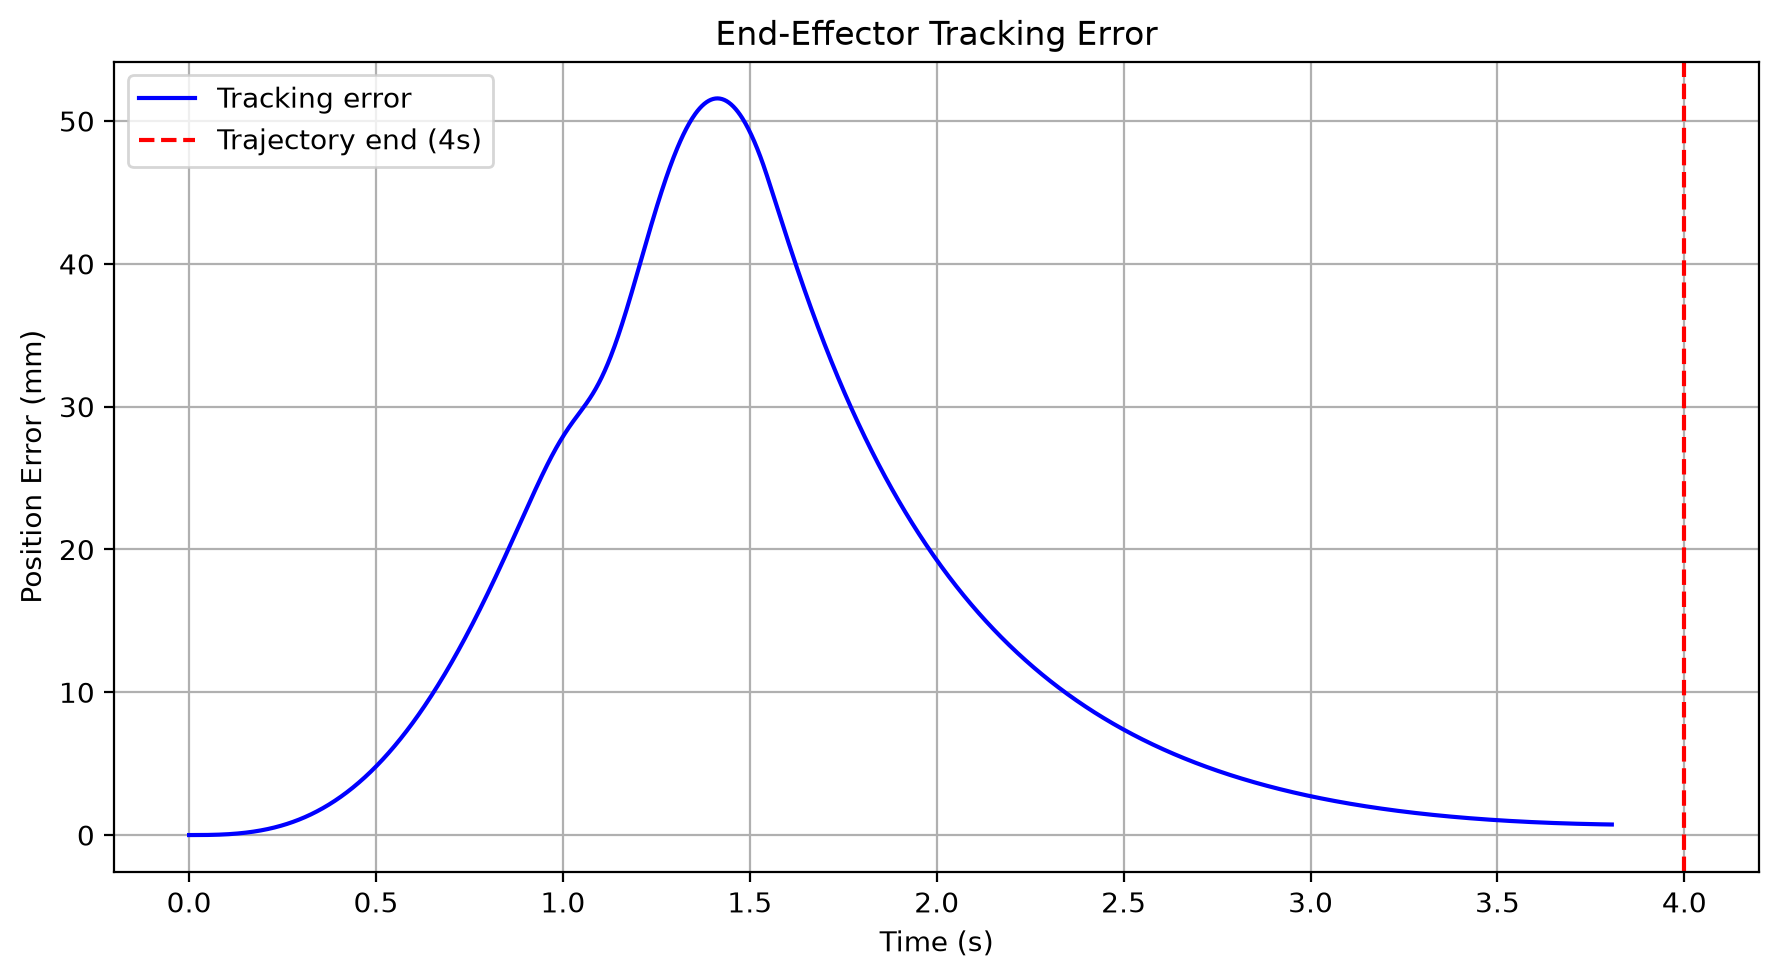 End-Effector Tracking Error
Tracking error
Trajectory end (4s)
Position Error (mm)
50
40
30
20
10
0
0.0 0.5 1.0 1.5 2.0 2.5 3.0 3.5 4.0
Time (s)